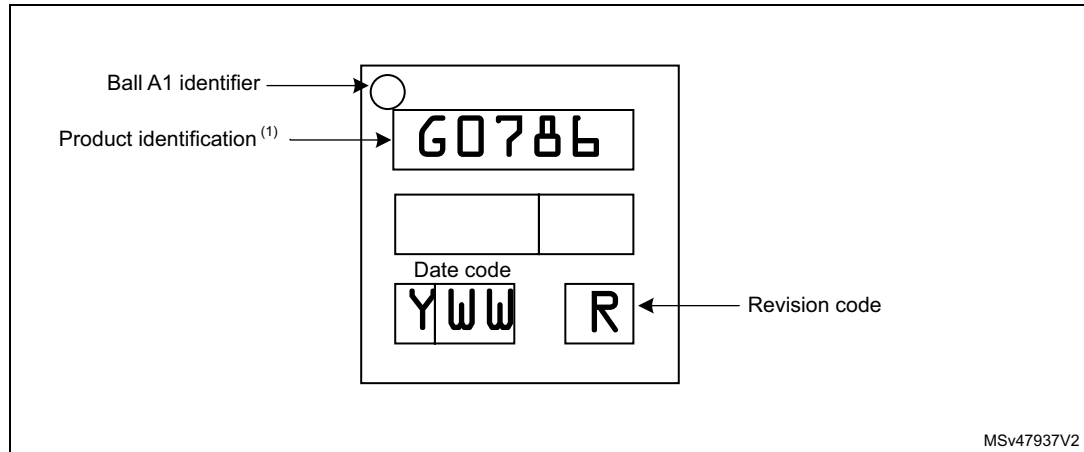 Ball A1 identifier
Product identification (1)
G0786
Date code
Y WW
R
Revision code
MSv47937V2